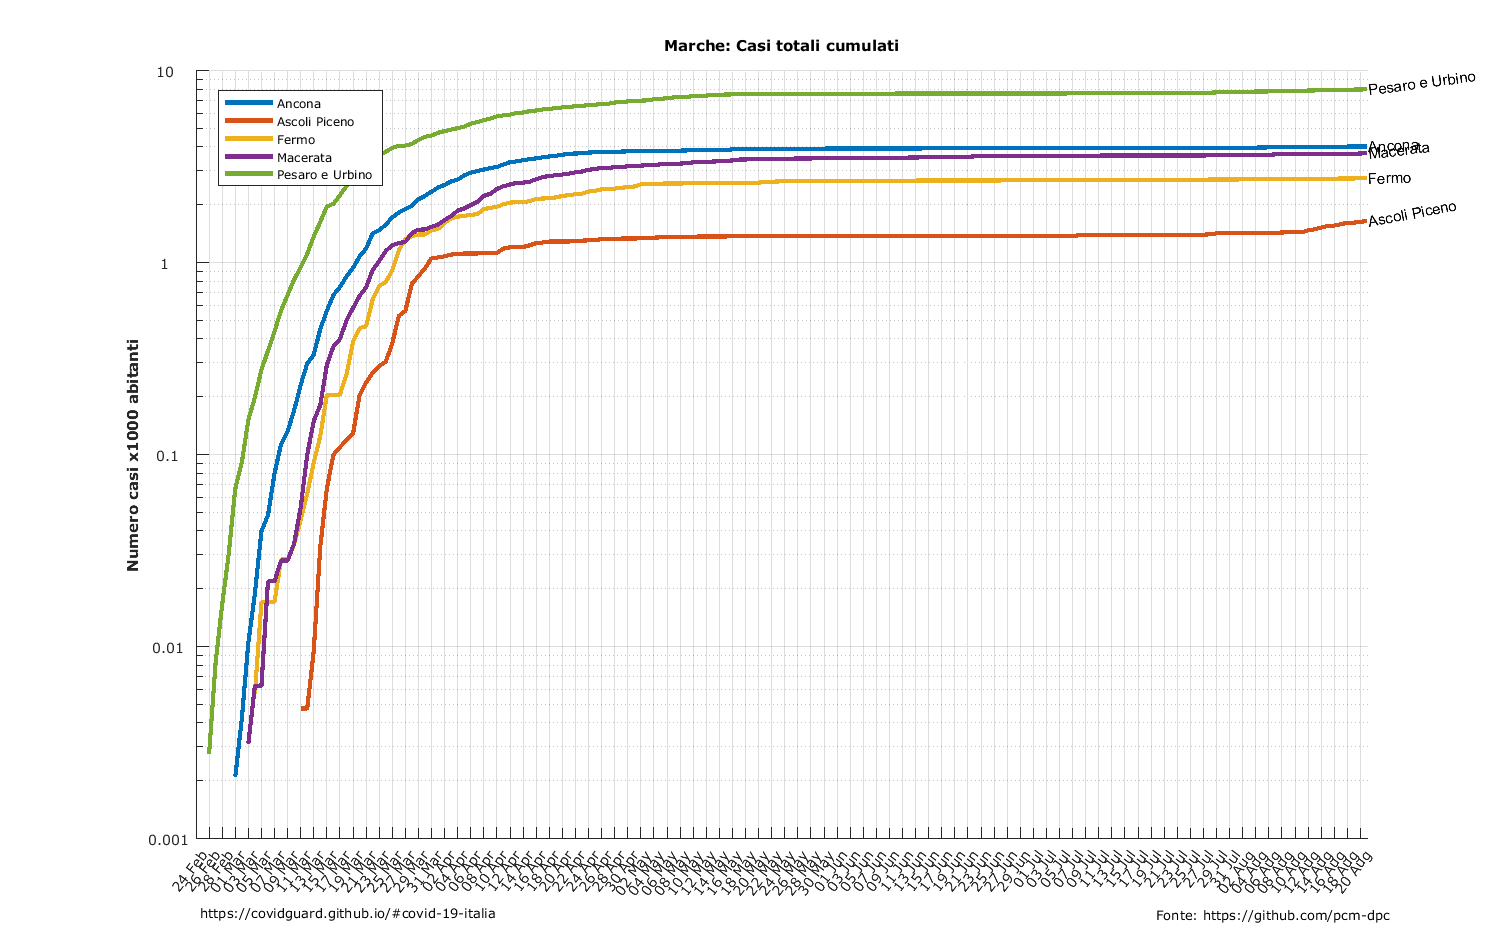 Marche: Casi totali cumulati
10
1
0.1
0.01
0.001
Numero casi x1000 abitanti
Ancona
Ascoli Piceno
Fermo
Macerata
Pesaro e Urbino
Pesaro e Urbino
Ancona
Macerata
Fermo
Ascoli Piceno
24 Feb
26 Feb
28 Feb
01 Mar
03 Mar
05 Mar
07 Mar
09 Mar
11 Mar
13 Mar
15 Mar
17 Mar
19 Mar
21 Mar
23 Mar
25 Mar
27 Mar
29 Mar
31 Mar
02 Apr
04 Apr
06 Apr
08 Apr
10 Apr
12 Apr
14 Apr
16 Apr
18 Apr
20 Apr
22 Apr
24 Apr
26 Apr
28 Apr
30 Apr
02 May
04 May
06 May
08 May
10 May
12 May
14 May
16 May
18 May
20 May
22 May
24 May
26 May
28 May
30 May
01 Jun
03 Jun
05 Jun
07 Jun
09 Jun
11 Jun
13 Jun
15 Jun
17 Jun
19 Jun
21 Jun
23 Jun
25 Jun
27 Jun
29 Jun
01 Jul
03 Jul
05 Jul
07 Jul
09 Jul
11 Jul
13 Jul
15 Jul
17 Jul
19 Jul
21 Jul
23 Jul
25 Jul
27 Jul
29 Jul
31 Jul
02 Aug
04 Aug
06 Aug
08 Aug
10 Aug
12 Aug
14 Aug
16 Aug
18 Aug
20 Aug
https://covidguard.github.io/#covid-19-italia
Fonte: https://github.com/pcm-dpc